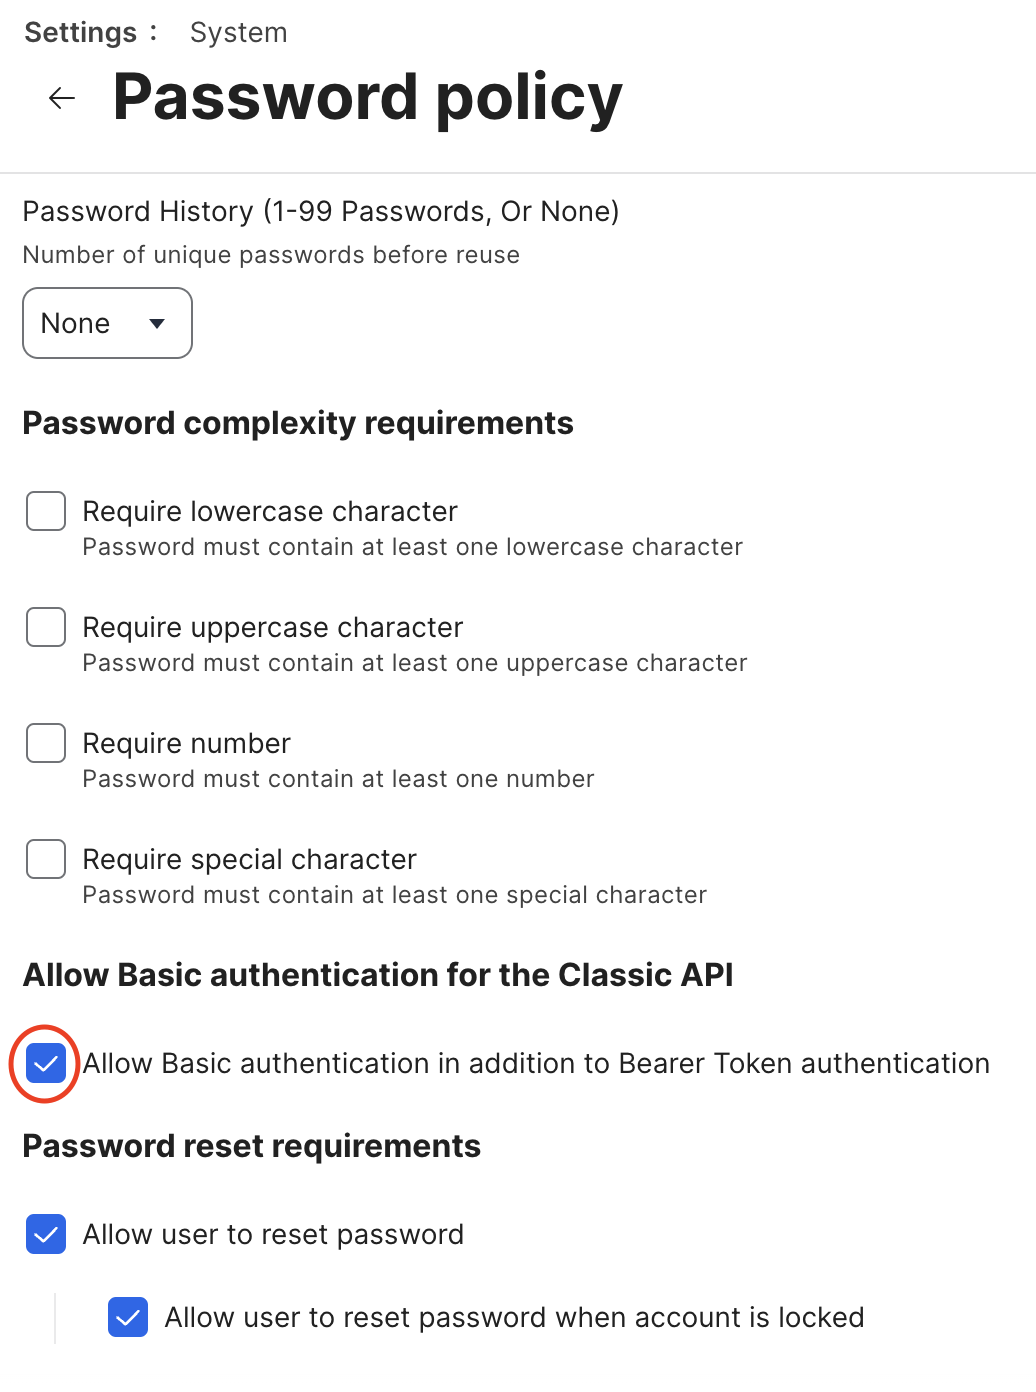 Settings : System
Password policy
Password History (1-99 Passwords, Or None)
Number of unique passwords before reuse
None
Password complexity requirements
Require lowercase character
Password must contain at least one lowercase character
Require uppercase character
Password must contain at least one uppercase character
Require number
Password must contain at least one number
Require special character
Password must contain at least one special character
Allow Basic authentication for the Classic API
Allow Basic authentication in addition to Bearer Token authentication
Password reset requirements
Allow user to reset password
Allow user to reset password when account is locked